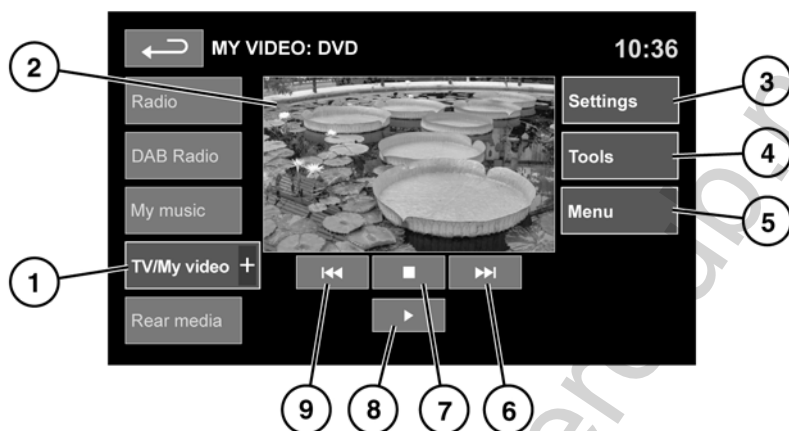 MY VIDEO: DVD
10:36
2
3
Radio
Settings
DAB Radio
Tools
4
My music
Menu
5
1
TV/My video +
Rear media
9
8
7
6